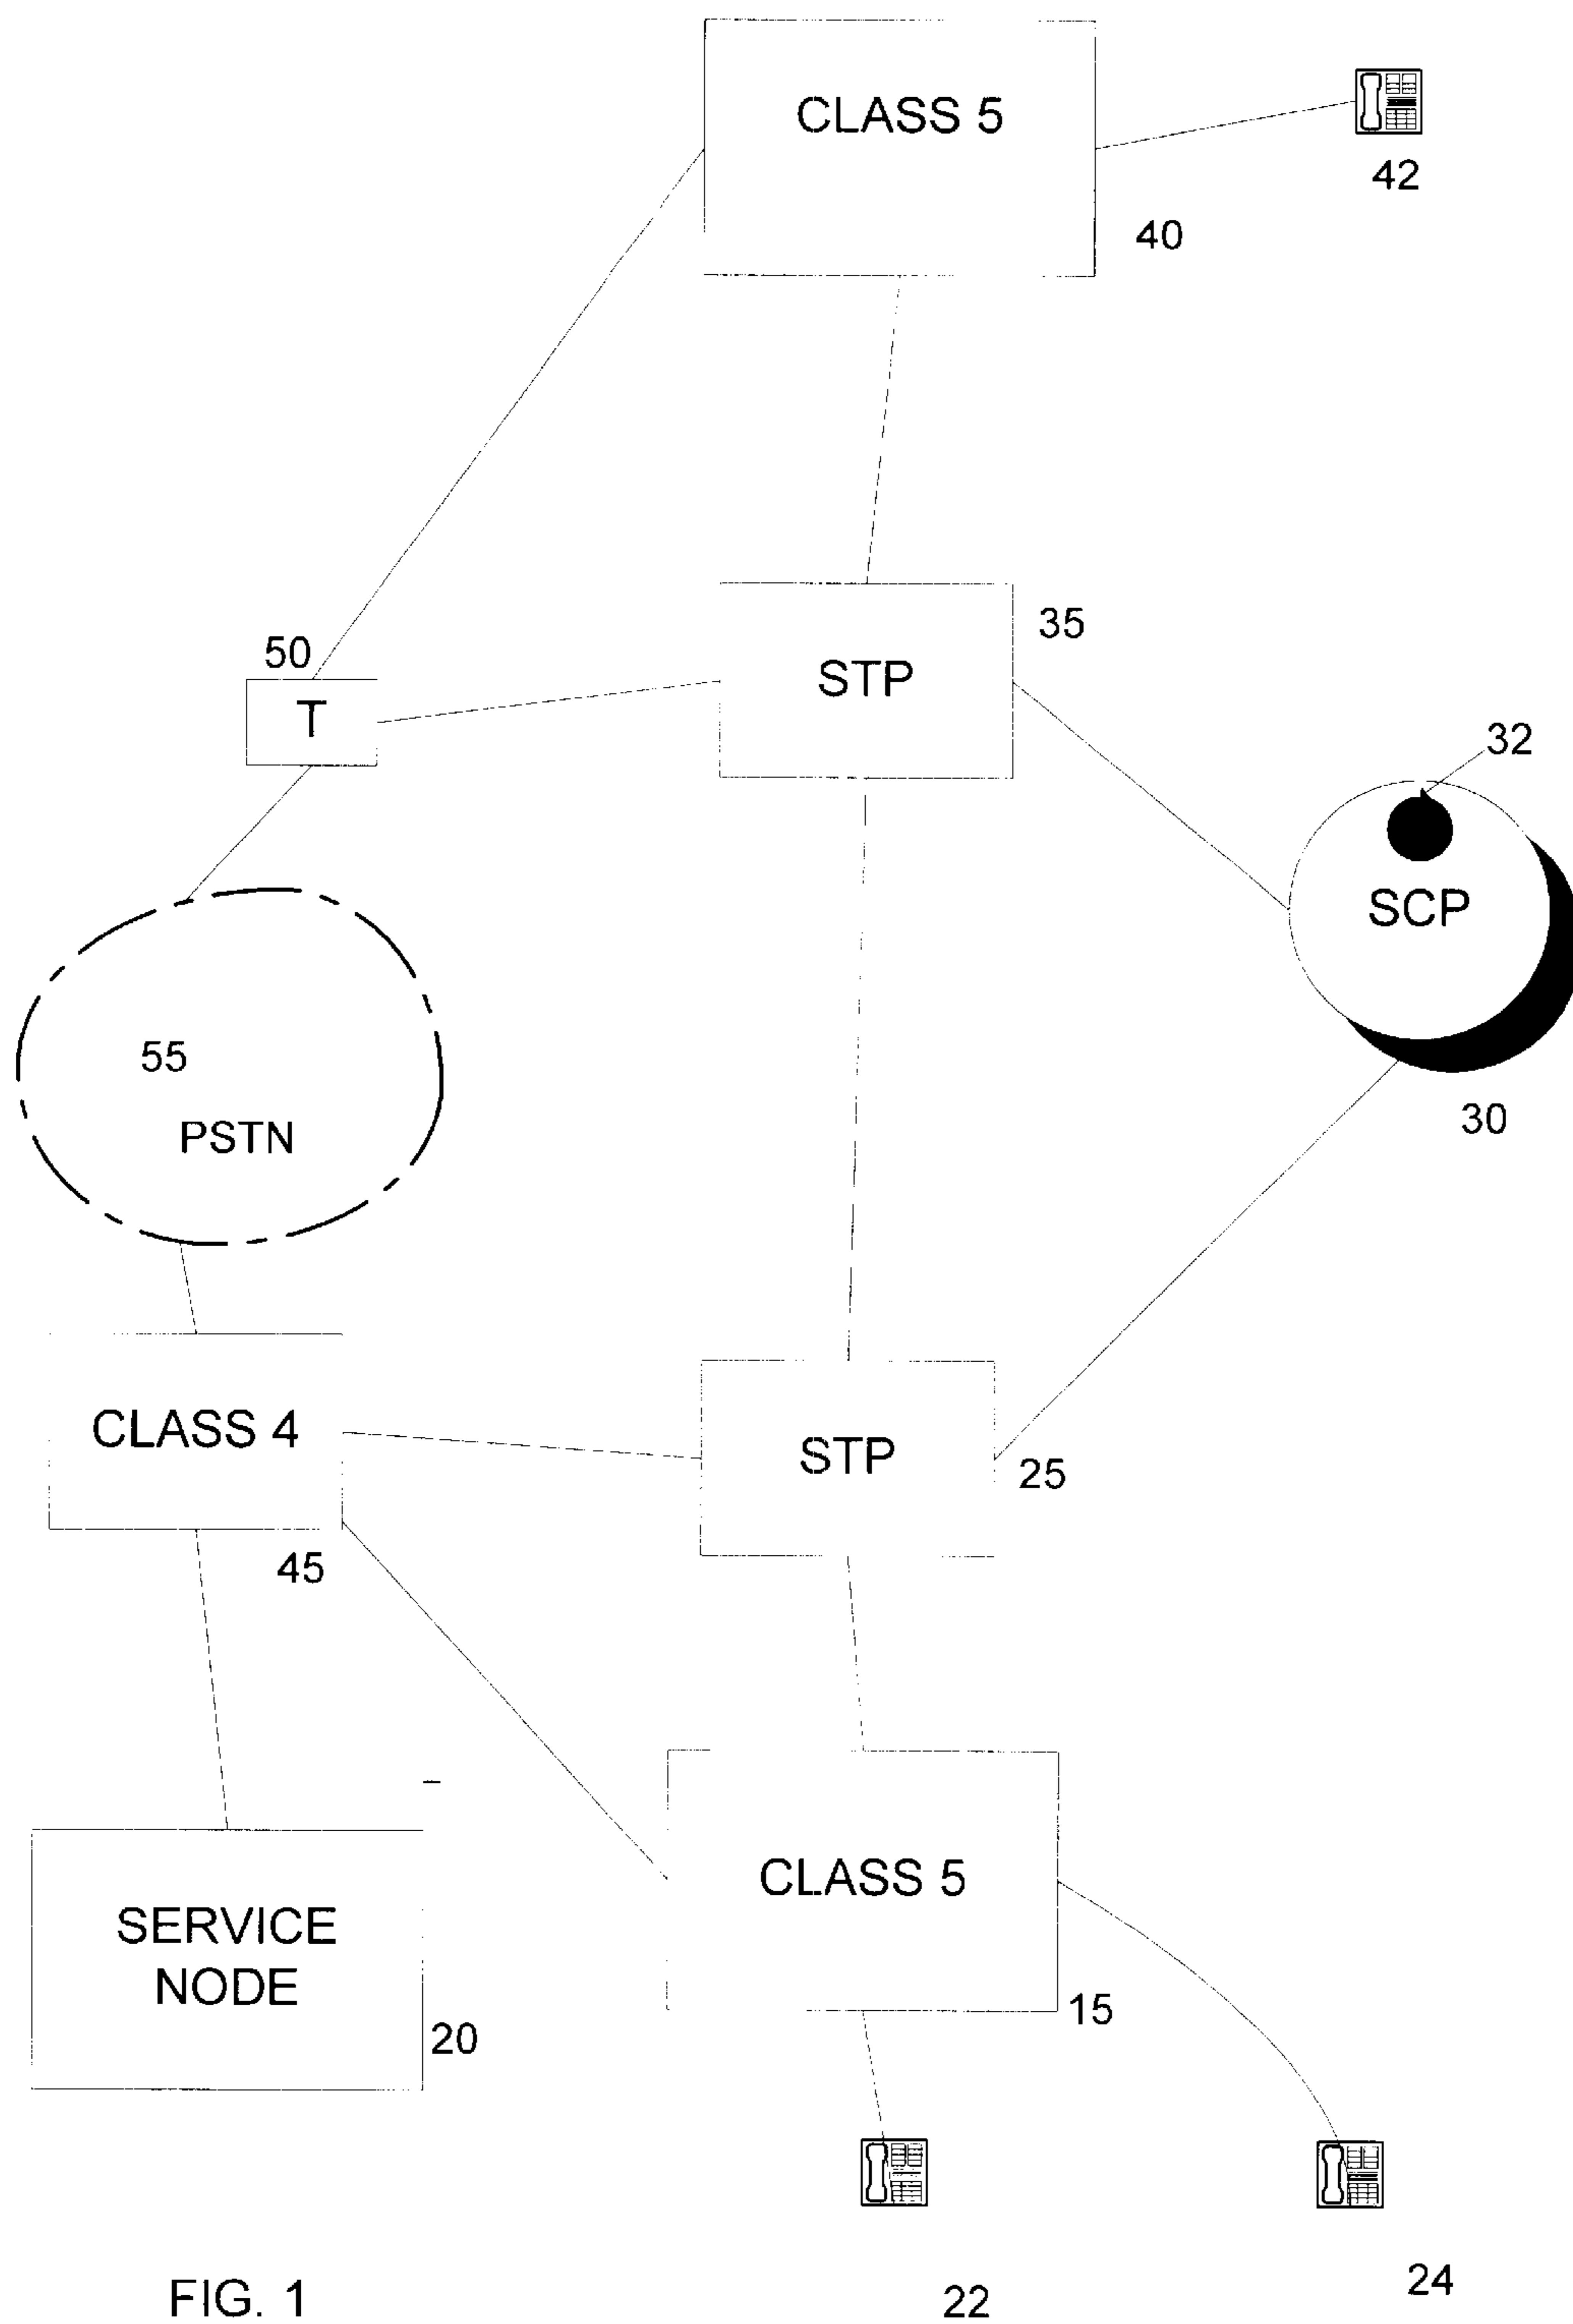 CLASS 5
42
40
35
50
STP
T
32
SCP
55
30
PSTN
CLASS 4
STP
25
45
CLASS 5
SERVICE
NODE
15
20
24
FIG. 1
22